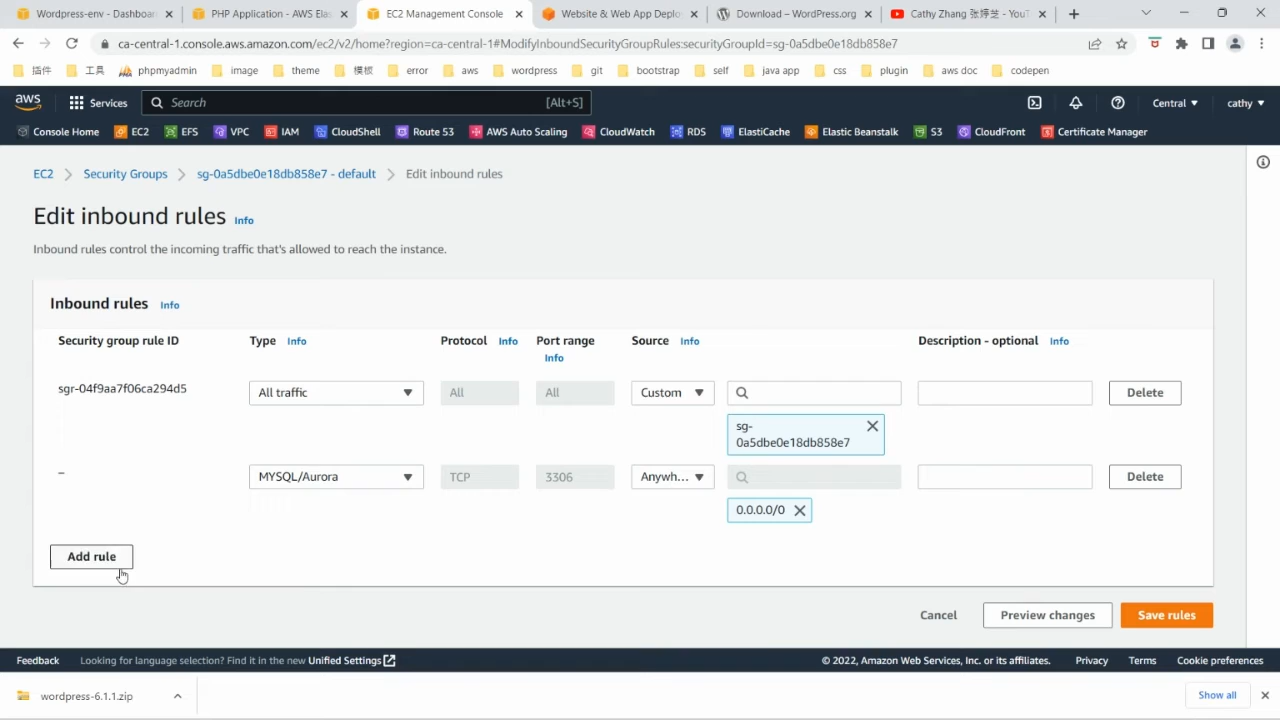 Wordpress-env - Dashboar
PHP Application - AWS Elas
EC2 Management Console
Website & Web App Deplo
Download – WordPress.org
Cathy Zhang 张婷芝 - YouT
ca-central-1.console.aws.amazon.com/ec2/v2/home?region=ca-central-1#ModifyInboundSecurityGroupRules:securityGroupId=sg-0a5dbe0e18db858e7
插件 工具 phpmyadmin image theme 模板 error aws wordpress git bootstrap self java app css plugin aws doc codepen
aws Services Search [Alt+S] Central cathy
Console Home EC2 EFS VPC IAM CloudShell Route 53 AWS Auto Scaling CloudWatch RDS ElastiCache Elastic Beanstalk S3 CloudFront Certificate Manager
EC2 Security Groups sg-0a5dbe0e18db858e7 - default Edit inbound rules
Edit inbound rules Info
Inbound rules control the incoming traffic that's allowed to reach the instance.
Inbound rules Info
Security group rule ID Type Info Protocol Info Port range Info Source Info Description - optional Info
sgr-04f9aa7f06ca294d5 All traffic All All Custom Delete
sg-
0a5dbe0e18db858e7
– MYSQL/Aurora TCP 3306 Anywh... Delete
0.0.0.0/0
Add rule
Cancel Preview changes Save rules
Feedback Looking for language selection? Find it in the new Unified Settings © 2022, Amazon Web Services, Inc. or its affiliates. Privacy Terms Cookie preferences
wordpress-6.1.1.zip Show all